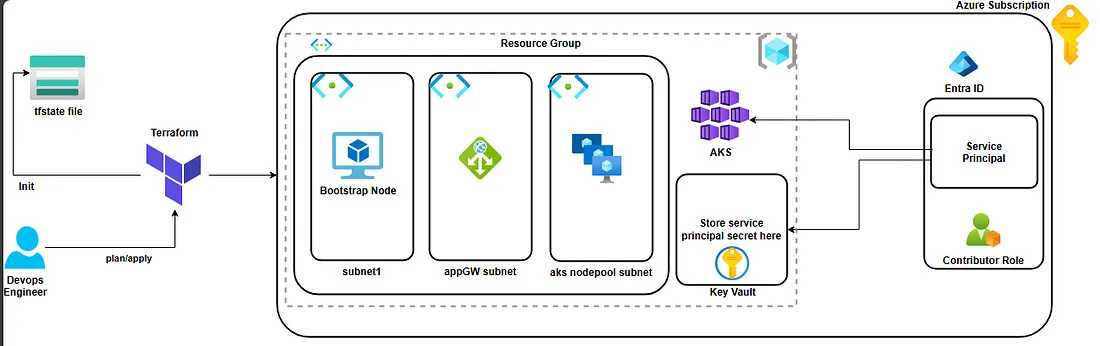 Azure Subscription
Resource Group
tfstate file
Entra ID
Terraform
Service
Principal
AKS
Init
Bootstrap Node
Store service
principal secret here
plan/apply
Devops
Engineer
subnet1
appGW subnet
aks nodepool subnet
Key Vault
Contributor Role